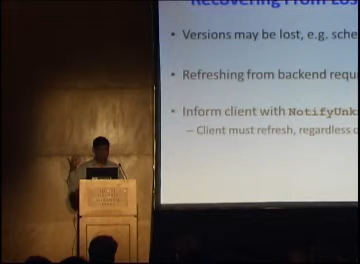 Recovering From Los
• Versions may be lost, e.g. sche
• Refreshing from backend requ
• Inform client with NotifyUnk
– Client must refresh, regardless o